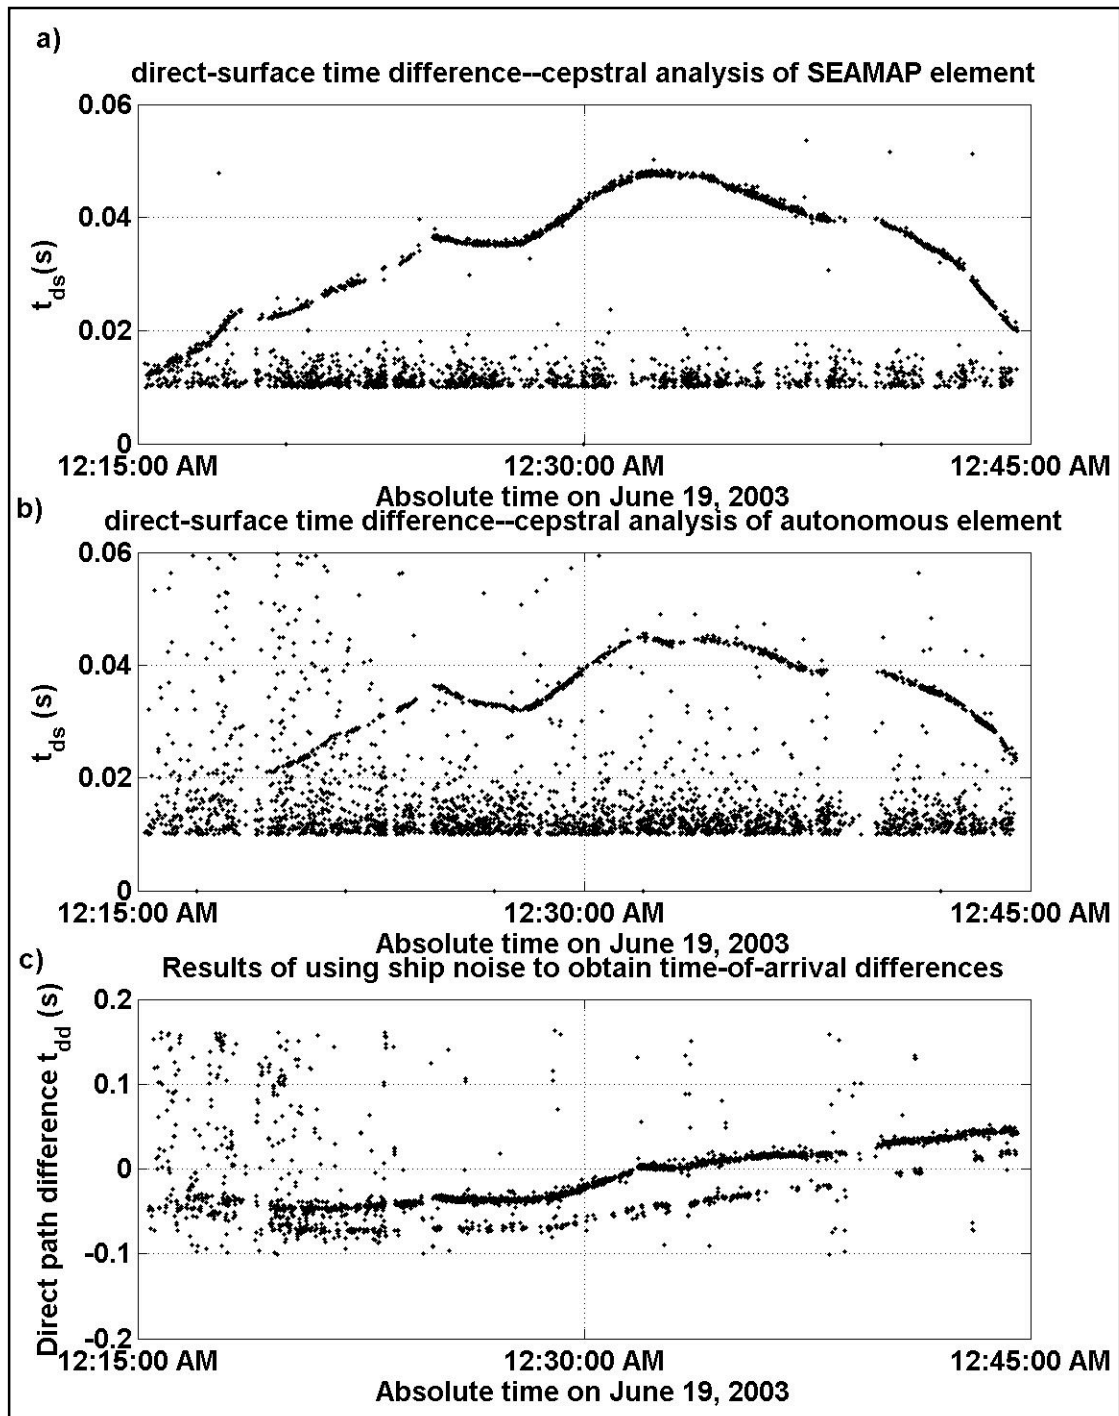 a)
direct-surface time difference--cepstral analysis of SEAMAP element
t_ds(s)
0.06
0.04
0.02
0
12:15:00 AM 12:30:00 AM 12:45:00 AM
Absolute time on June 19, 2003
b)
direct-surface time difference--cepstral analysis of autonomous element
t_ds (s)
0.06
0.04
0.02
0
12:15:00 AM 12:30:00 AM 12:45:00 AM
Absolute time on June 19, 2003
c)
Results of using ship noise to obtain time-of-arrival differences
Direct path difference t_dd (s)
0.2
0.1
0
-0.1
-0.2
12:15:00 AM 12:30:00 AM 12:45:00 AM
Absolute time on June 19, 2003